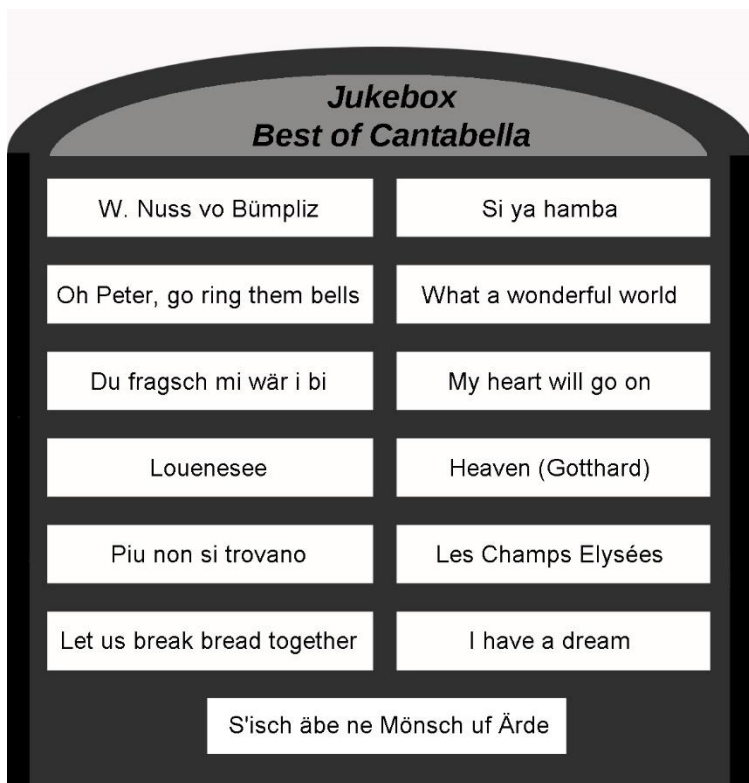 Jukebox
Best of Cantabella
W. Nuss vo Bümpliz
Si ya hamba
Oh Peter, go ring them bells
What a wonderful world
Du fragsch mi wär i bi
My heart will go on
Louenesee
Heaven (Gotthard)
Piu non si trovano
Les Champs Elysées
Let us break bread together
I have a dream
S'isch äbe ne Mönsch uf Ärde